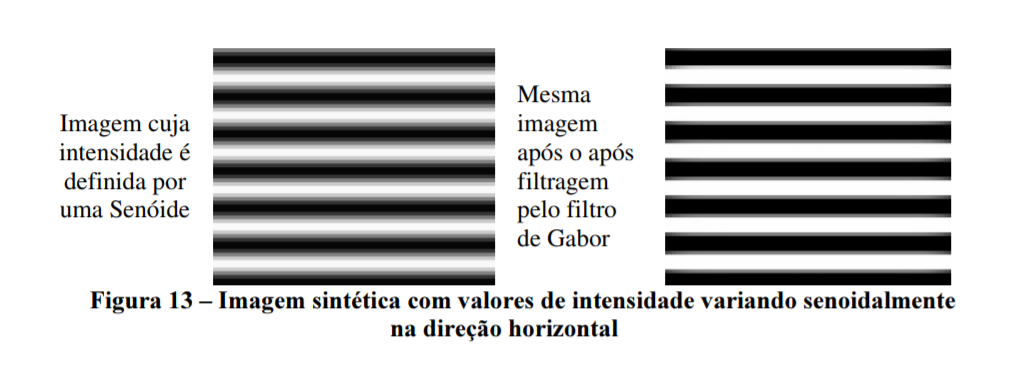 Imagem cuja
intensidade é
definida por
uma Senóide
Mesma
imagem
após o após
filtragem
pelo filtro
de Gabor
Figura 13 – Imagem sintética com valores de intensidade variando senoidalmente
na direção horizontal